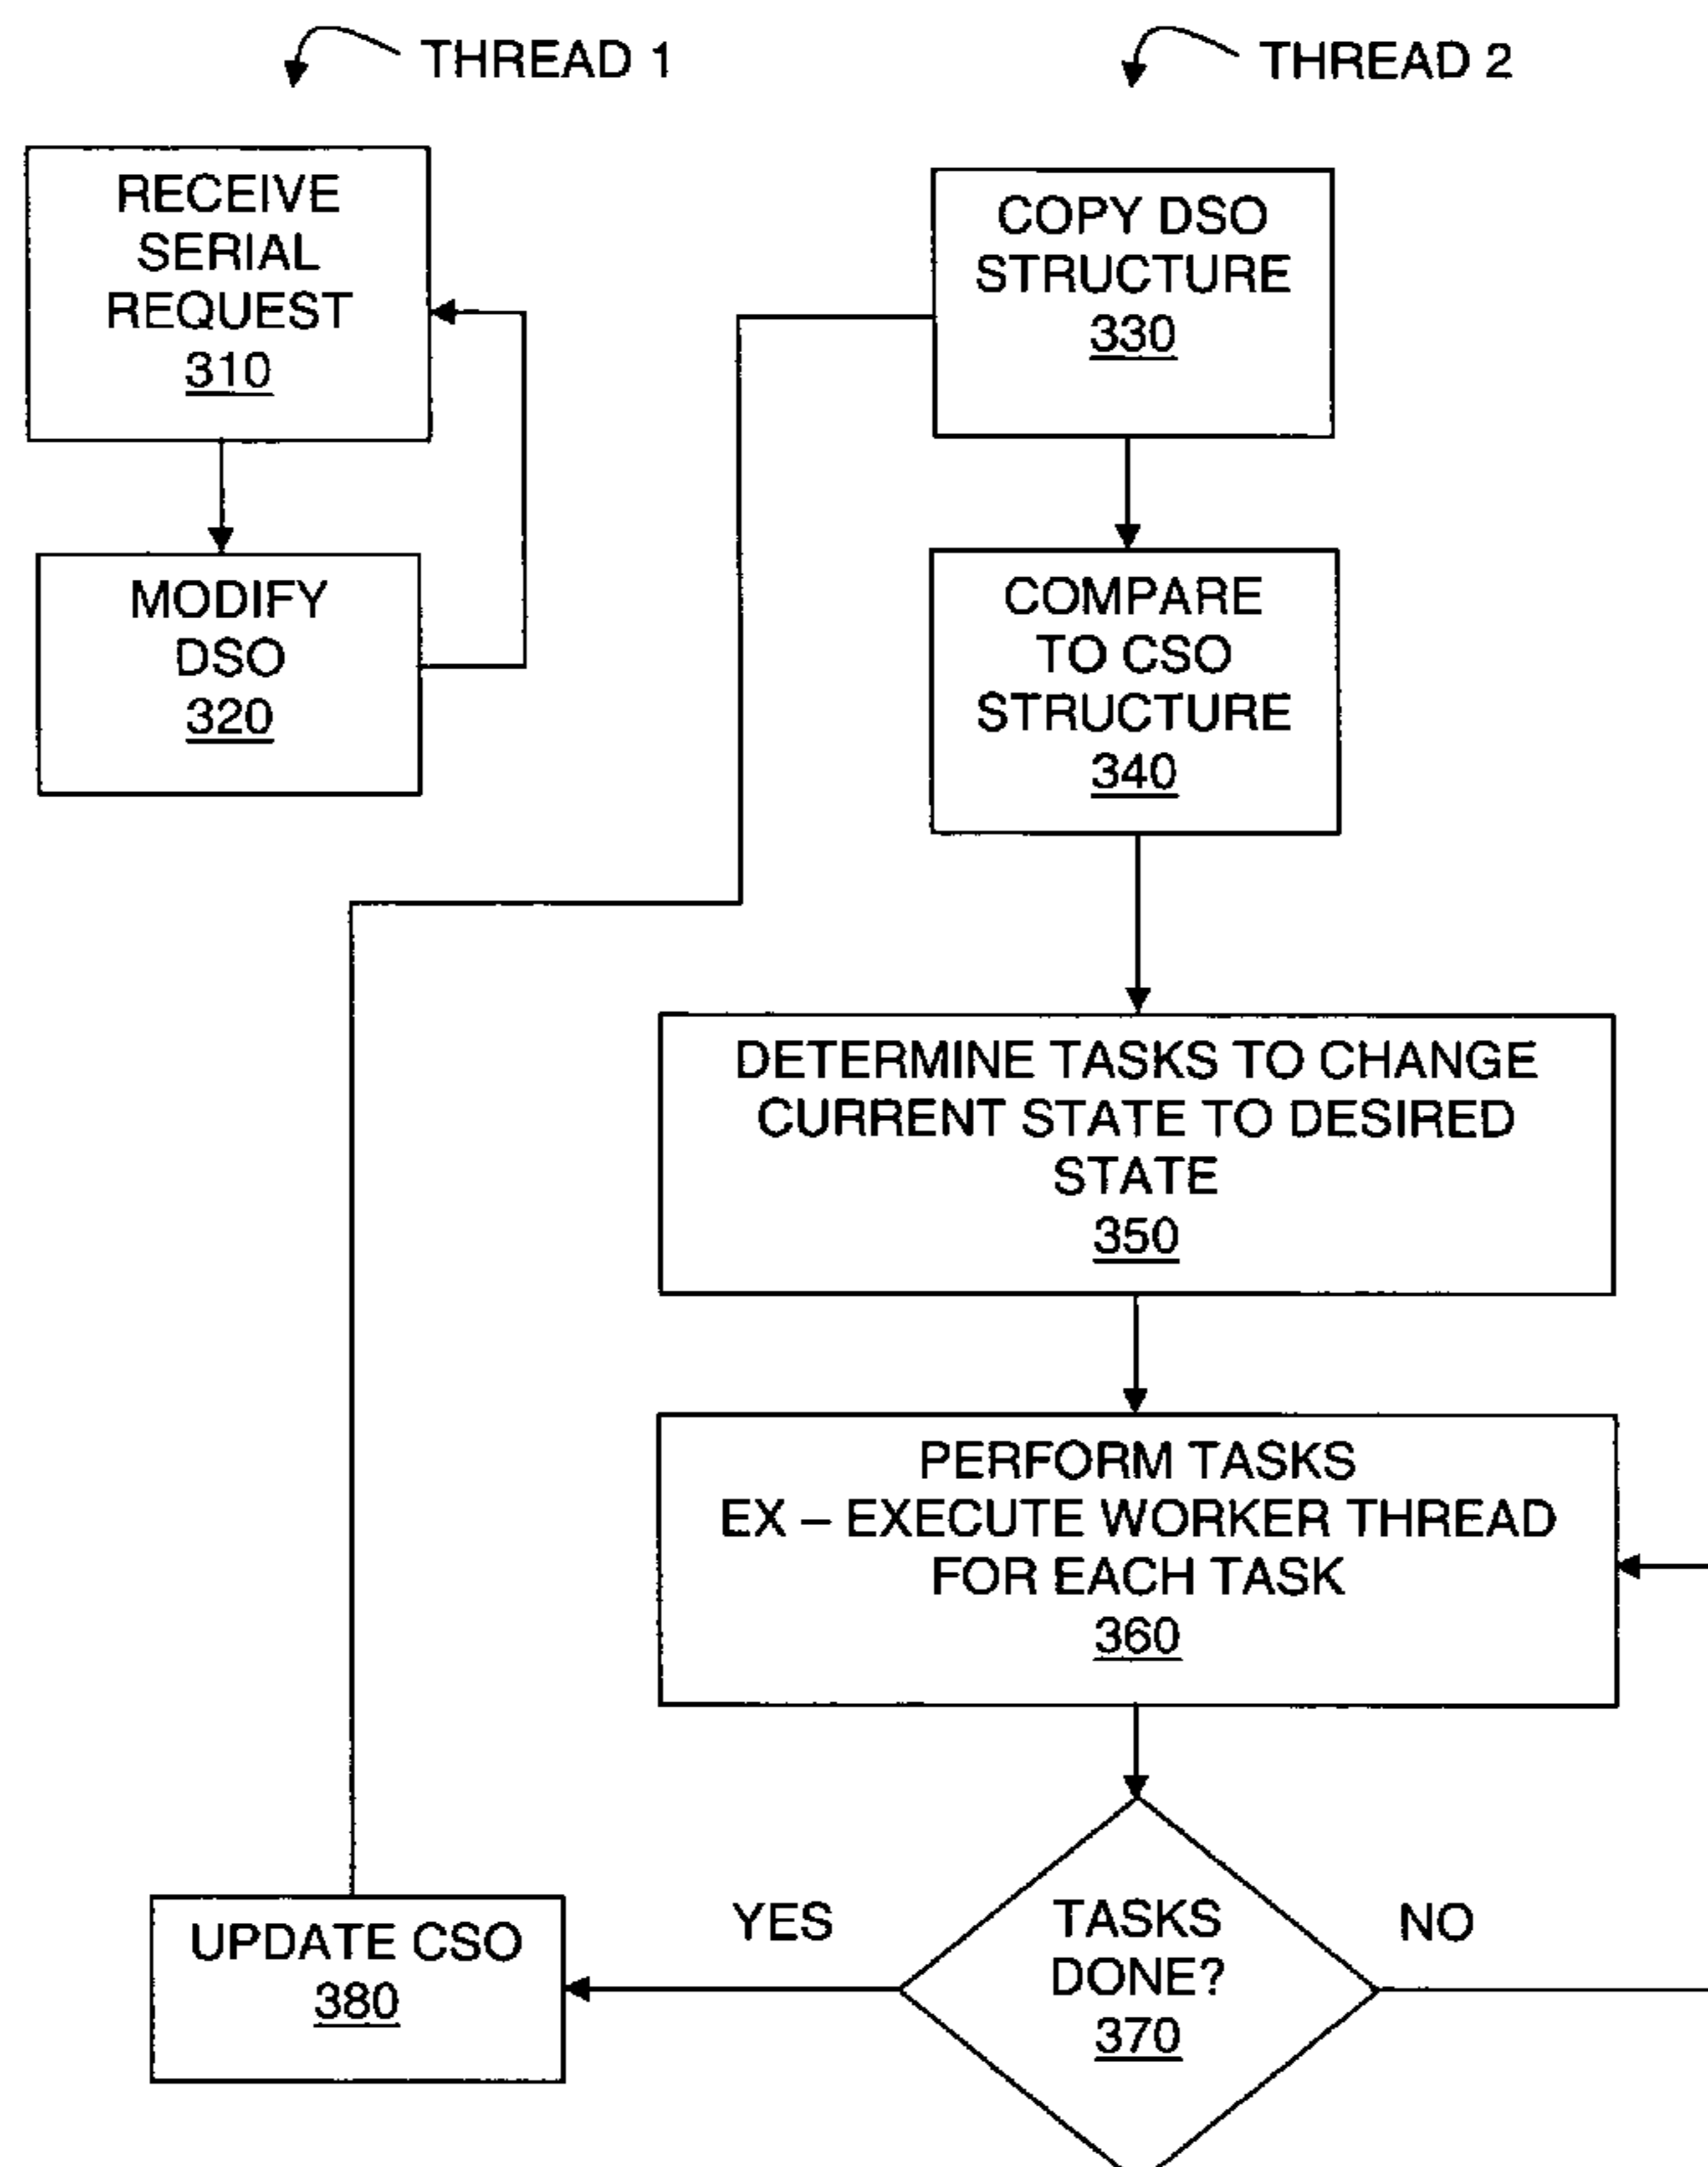 THREAD 1
THREAD 2
RECEIVE
SERIAL
REQUEST
310
MODIFY
DSO
320
COPY DSO
STRUCTURE
330
COMPARE
TO CSO
STRUCTURE
340
DETERMINE TASKS TO CHANGE
CURRENT STATE TO DESIRED
STATE
350
PERFORM TASKS
EX – EXECUTE WORKER THREAD
FOR EACH TASK
360
TASKS
DONE?
370
YES
NO
UPDATE CSO
380